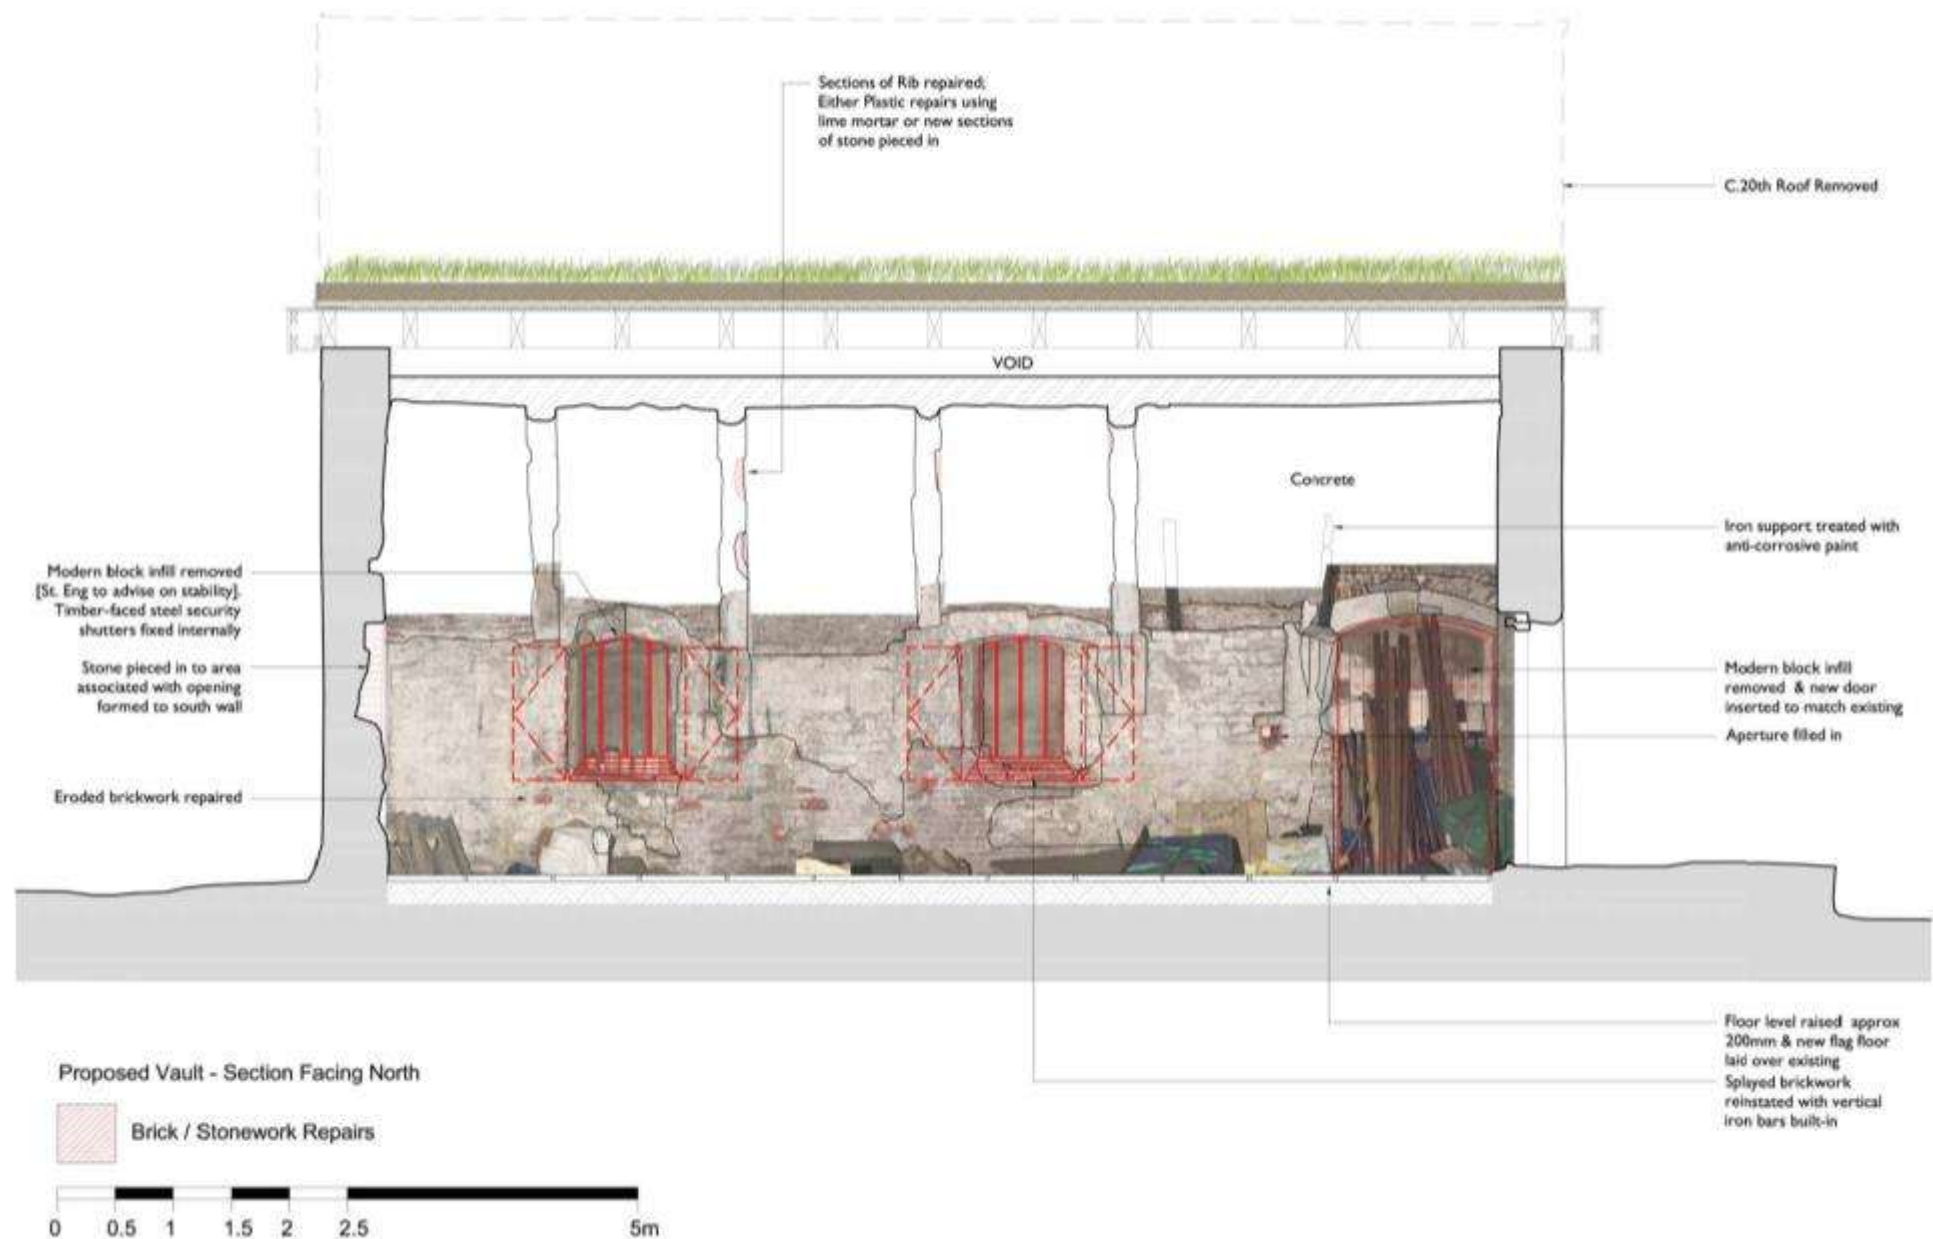 Sections of Rib repaired;
Either Plastic repairs using
lime mortar or new sections
of stone pieced in
C.20th Roof Removed
VOID
Concrete
Iron support treated with
anti-corrosive paint
Modern block infill removed
[St. Eng to advise on stability].
Timber-faced steel security
shutters fixed internally
Stone pieced in to area
associated with opening
formed to south wall
Eroded brickwork repaired
Modern block infill
removed & new door
inserted to match existing
Aperture filled in
Floor level raised approx
200mm & new flag floor
laid over existing
Splayed brickwork
reinstated with vertical
iron bars built-in
Proposed Vault - Section Facing North
Brick / Stonework Repairs
0 0.5 1 1.5 2 2.5 5m